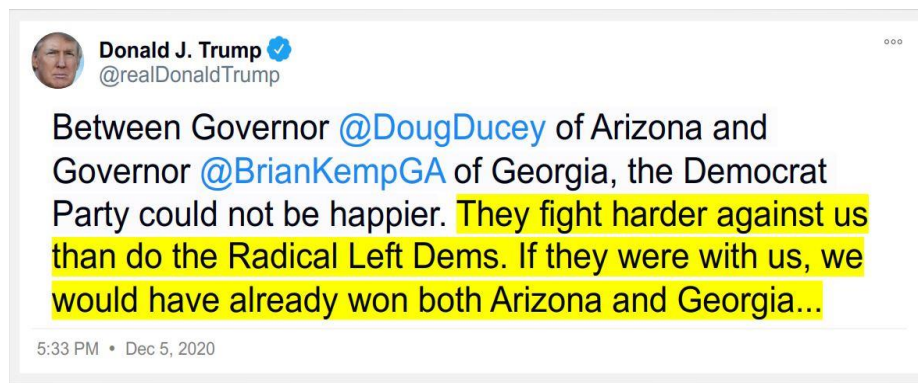 Donald J. Trump
@realDonaldTrump
Between Governor @DougDucey of Arizona and
Governor @BrianKempGA of Georgia, the Democrat
Party could not be happier. They fight harder against us
than do the Radical Left Dems. If they were with us, we
would have already won both Arizona and Georgia...
5:33 PM • Dec 5, 2020